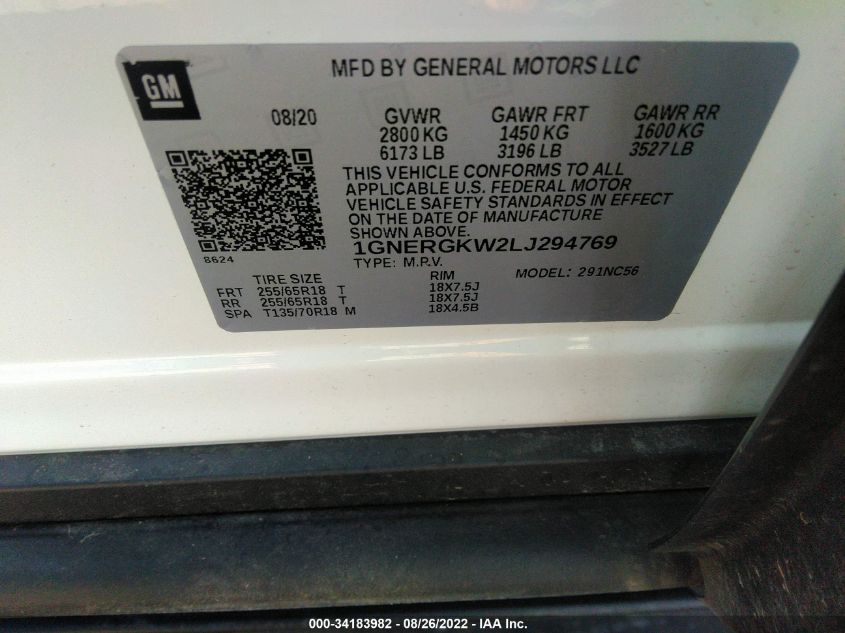 GM
MFD BY GENERAL MOTORS LLC
08/20 GVWR GAWR FRT GAWR RR
2800 KG 1450 KG 1600 KG
6173 LB 3196 LB 3527 LB
THIS VEHICLE CONFORMS TO ALL
APPLICABLE U.S. FEDERAL MOTOR
VEHICLE SAFETY STANDARDS IN EFFECT
ON THE DATE OF MANUFACTURE
SHOWN ABOVE.
1GNERGKW2LJ294769
8624
TYPE: M.P.V. MODEL: 291NC56
TIRE SIZE RIM
FRT 255/65R18 T 18X7.5J
RR 255/65R18 T 18X7.5J
SPA T135/70R18 M 18X4.5B
000-34183982 - 08/26/2022 - IAA Inc.